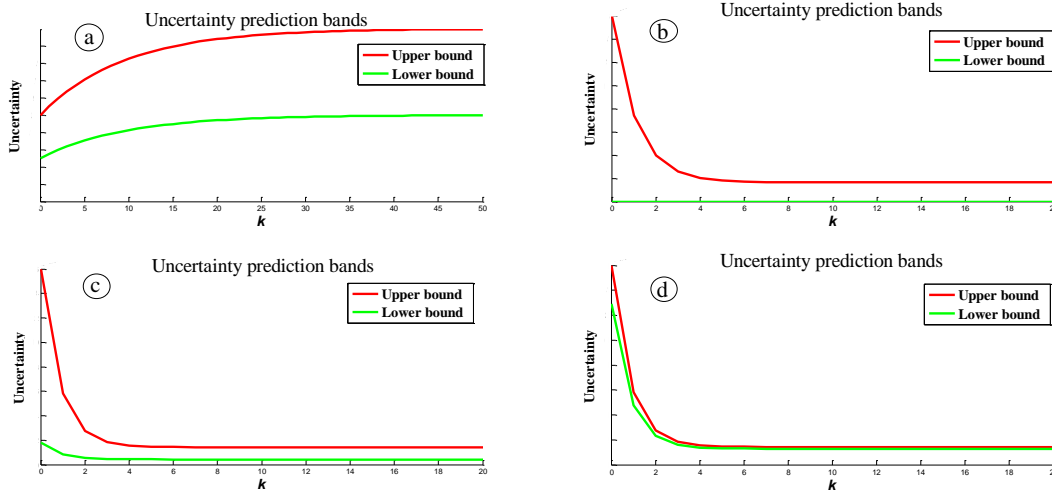 Uncertainty prediction bands
a
Upper bound
Lower bound
Uncertainty
0 5 10 15 20 25 30 35 40 45 50
k
Uncertainty prediction bands
b
Upper bound
Lower bound
Uncertainty
0 2 4 6 8 10 12 14 16 18
k
Uncertainty prediction bands
c
Upper bound
Lower bound
Uncertainty
0 2 4 6 8 10 12 14 16 18 20
k
Uncertainty prediction bands
d
Upper bound
Lower bound
Uncertainty
0 2 4 6 8 10 12 14 16 18
k